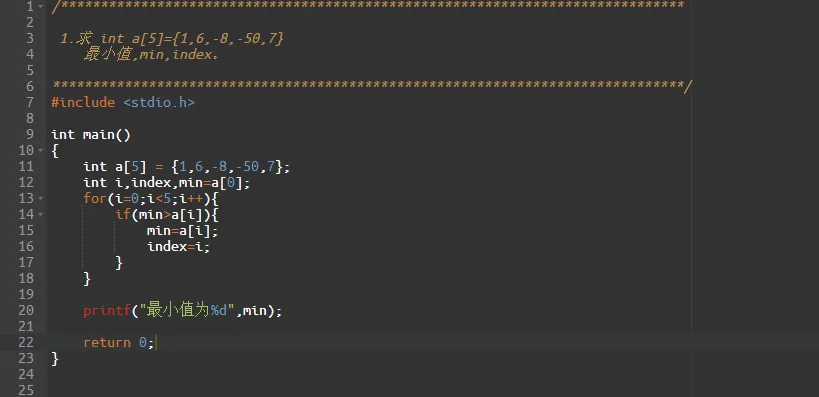 1 /******************************************************************************
2
3 1.求 int a[5]={1,6,-8,-50,7}
4 最小值,min,index。
5
6 *******************************************************************************/
7 #include <stdio.h>
8
9 int main()
10 {
11 int a[5] = {1,6,-8,-50,7};
12 int i,index,min=a[0];
13 for(i=0;i<5;i++){
14 if(min>a[i]){
15 min=a[i];
16 index=i;
17 }
18 }
19
20 printf("最小值为%d",min);
21
22 return 0;
23 }
24
25